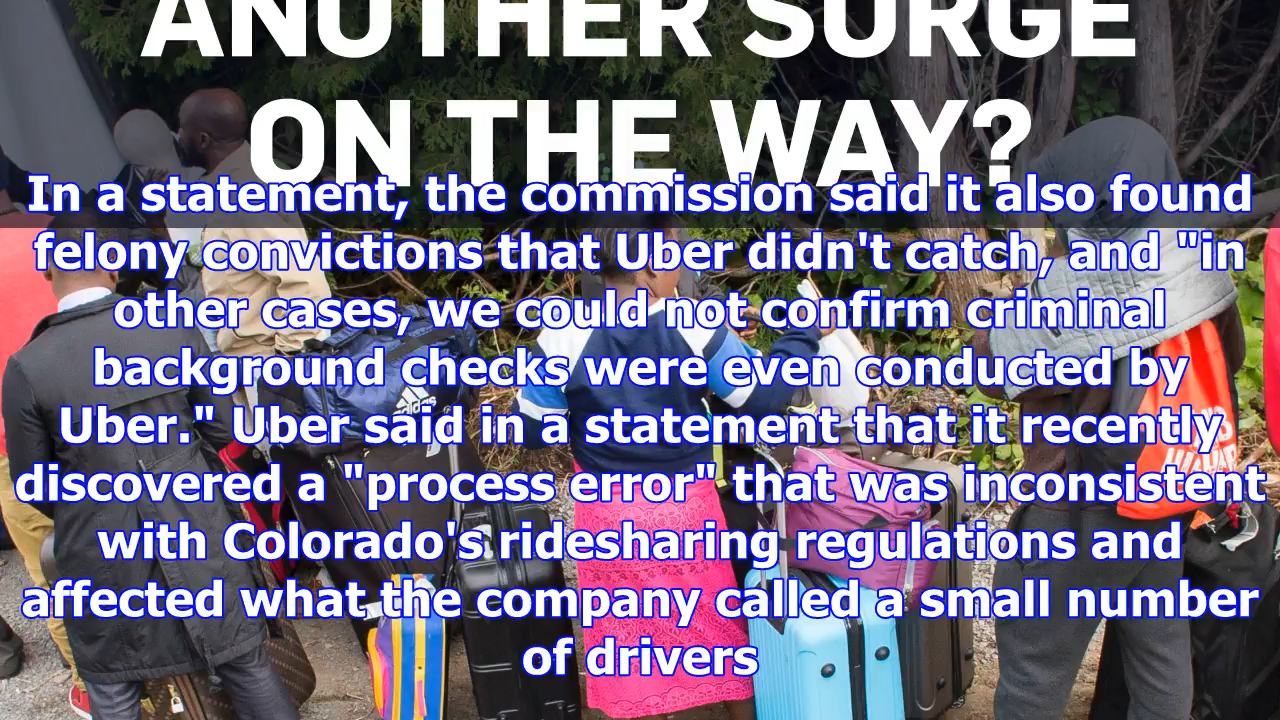 ANOTHER SURGE
ON THE WAY?
In a statement, the commission said it also found
felony convictions that Uber didn't catch, and "in
other cases, we could not confirm criminal
background checks were even conducted by
Uber." Uber said in a statement that it recently
discovered a "process error" that was inconsistent
with Colorado's ridesharing regulations and
affected what the company called a small number
of drivers
adidas